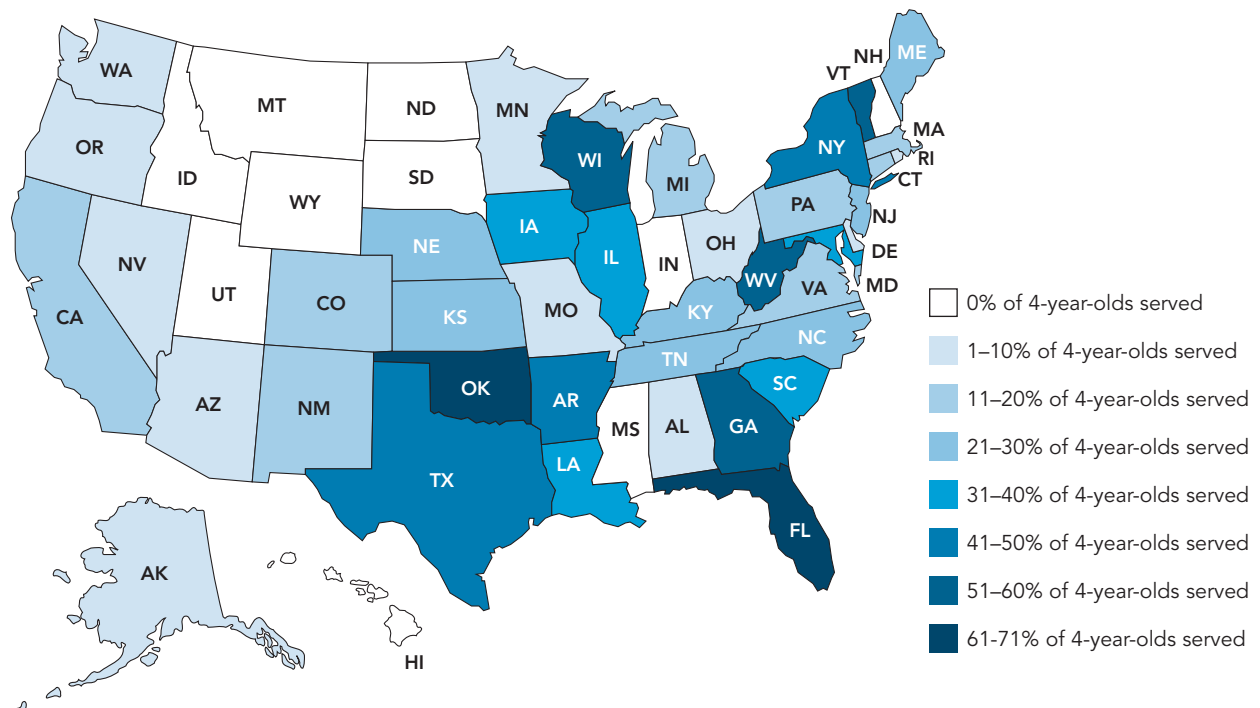 WA
OR
ID
MT
ND
MN
SD
WY
NV
UT
CA
AZ
NM
CO
NE
KS
OK
TX
IA
MO
AR
LA
WI
IL
MI
IN
OH
KY
TN
MS
AL
GA
FL
SC
NC
VA
WV
PA
NY
VT
NH
ME
MA
RI
CT
NJ
DE
MD
AK
HI
0% of 4-year-olds served
1–10% of 4-year-olds served
11–20% of 4-year-olds served
21–30% of 4-year-olds served
31–40% of 4-year-olds served
41–50% of 4-year-olds served
51–60% of 4-year-olds served
61-71% of 4-year-olds served